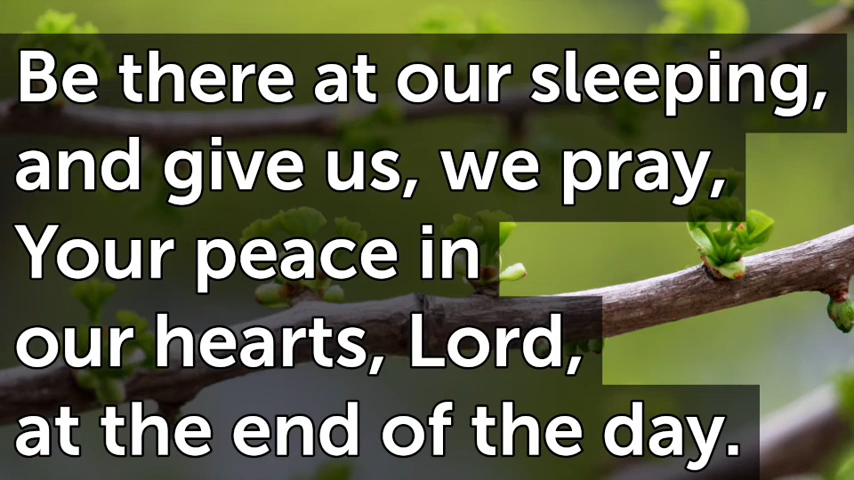 Be there at our sleeping,
and give us, we pray,
Your peace in
our hearts, Lord,
at the end of the day.